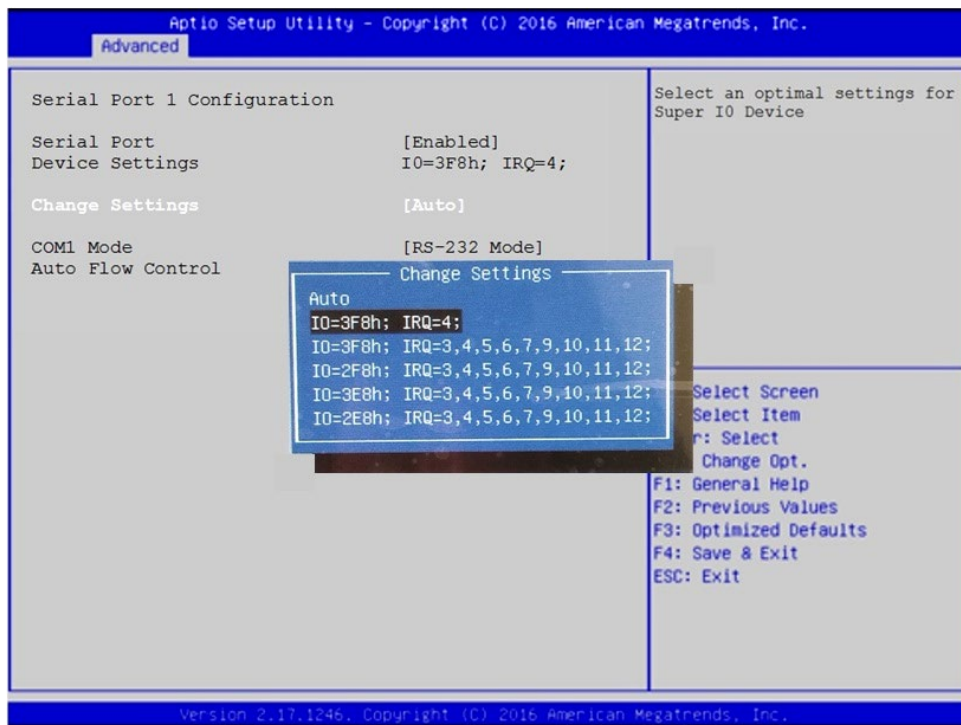 Aptio Setup Utility - Copyright (C) 2016 American Megatrends, Inc.
Advanced
Serial Port 1 Configuration
Serial Port [Enabled]
Device Settings IO=3F8h; IRQ=4;
Change Settings [Auto]
COM1 Mode [RS-232 Mode]
Auto Flow Control
Change Settings
Auto
IO=3F8h; IRQ=4;
IO=3F8h; IRQ=3,4,5,6,7,9,10,11,12;
IO=2F8h; IRQ=3,4,5,6,7,9,10,11,12;
IO=3E8h; IRQ=3,4,5,6,7,9,10,11,12;
IO=2E8h; IRQ=3,4,5,6,7,9,10,11,12;
Select an optimal settings for
Super IO Device
Select Screen
Select Item
r: Select
Change Opt.
F1: General Help
F2: Previous Values
F3: Optimized Defaults
F4: Save & Exit
ESC: Exit
Version 2.17.1246. Copyright (C) 2016 American Megatrends, Inc.